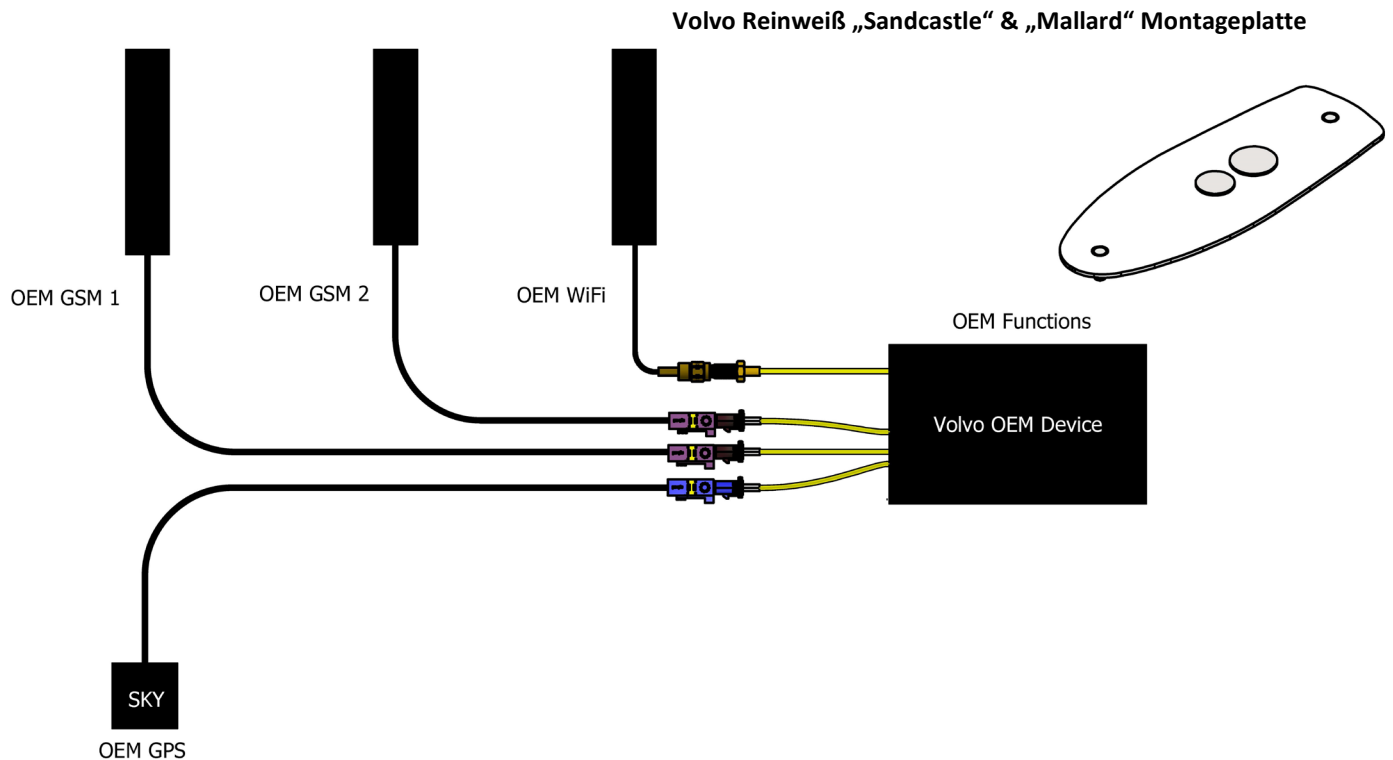 Volvo Reinweiß „Sandcastle“ & „Mallard“ Montageplatte
OEM GSM 1
OEM GSM 2
OEM WiFi
OEM Functions
Volvo OEM Device
SKY
OEM GPS